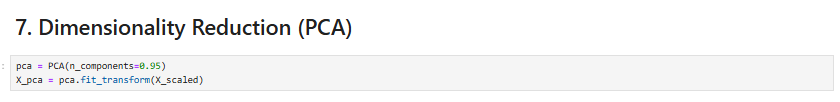 7. Dimensionality Reduction (PCA)
:
pca = PCA(n_components=0.95)
X_pca = pca.fit_transform(X_scaled)